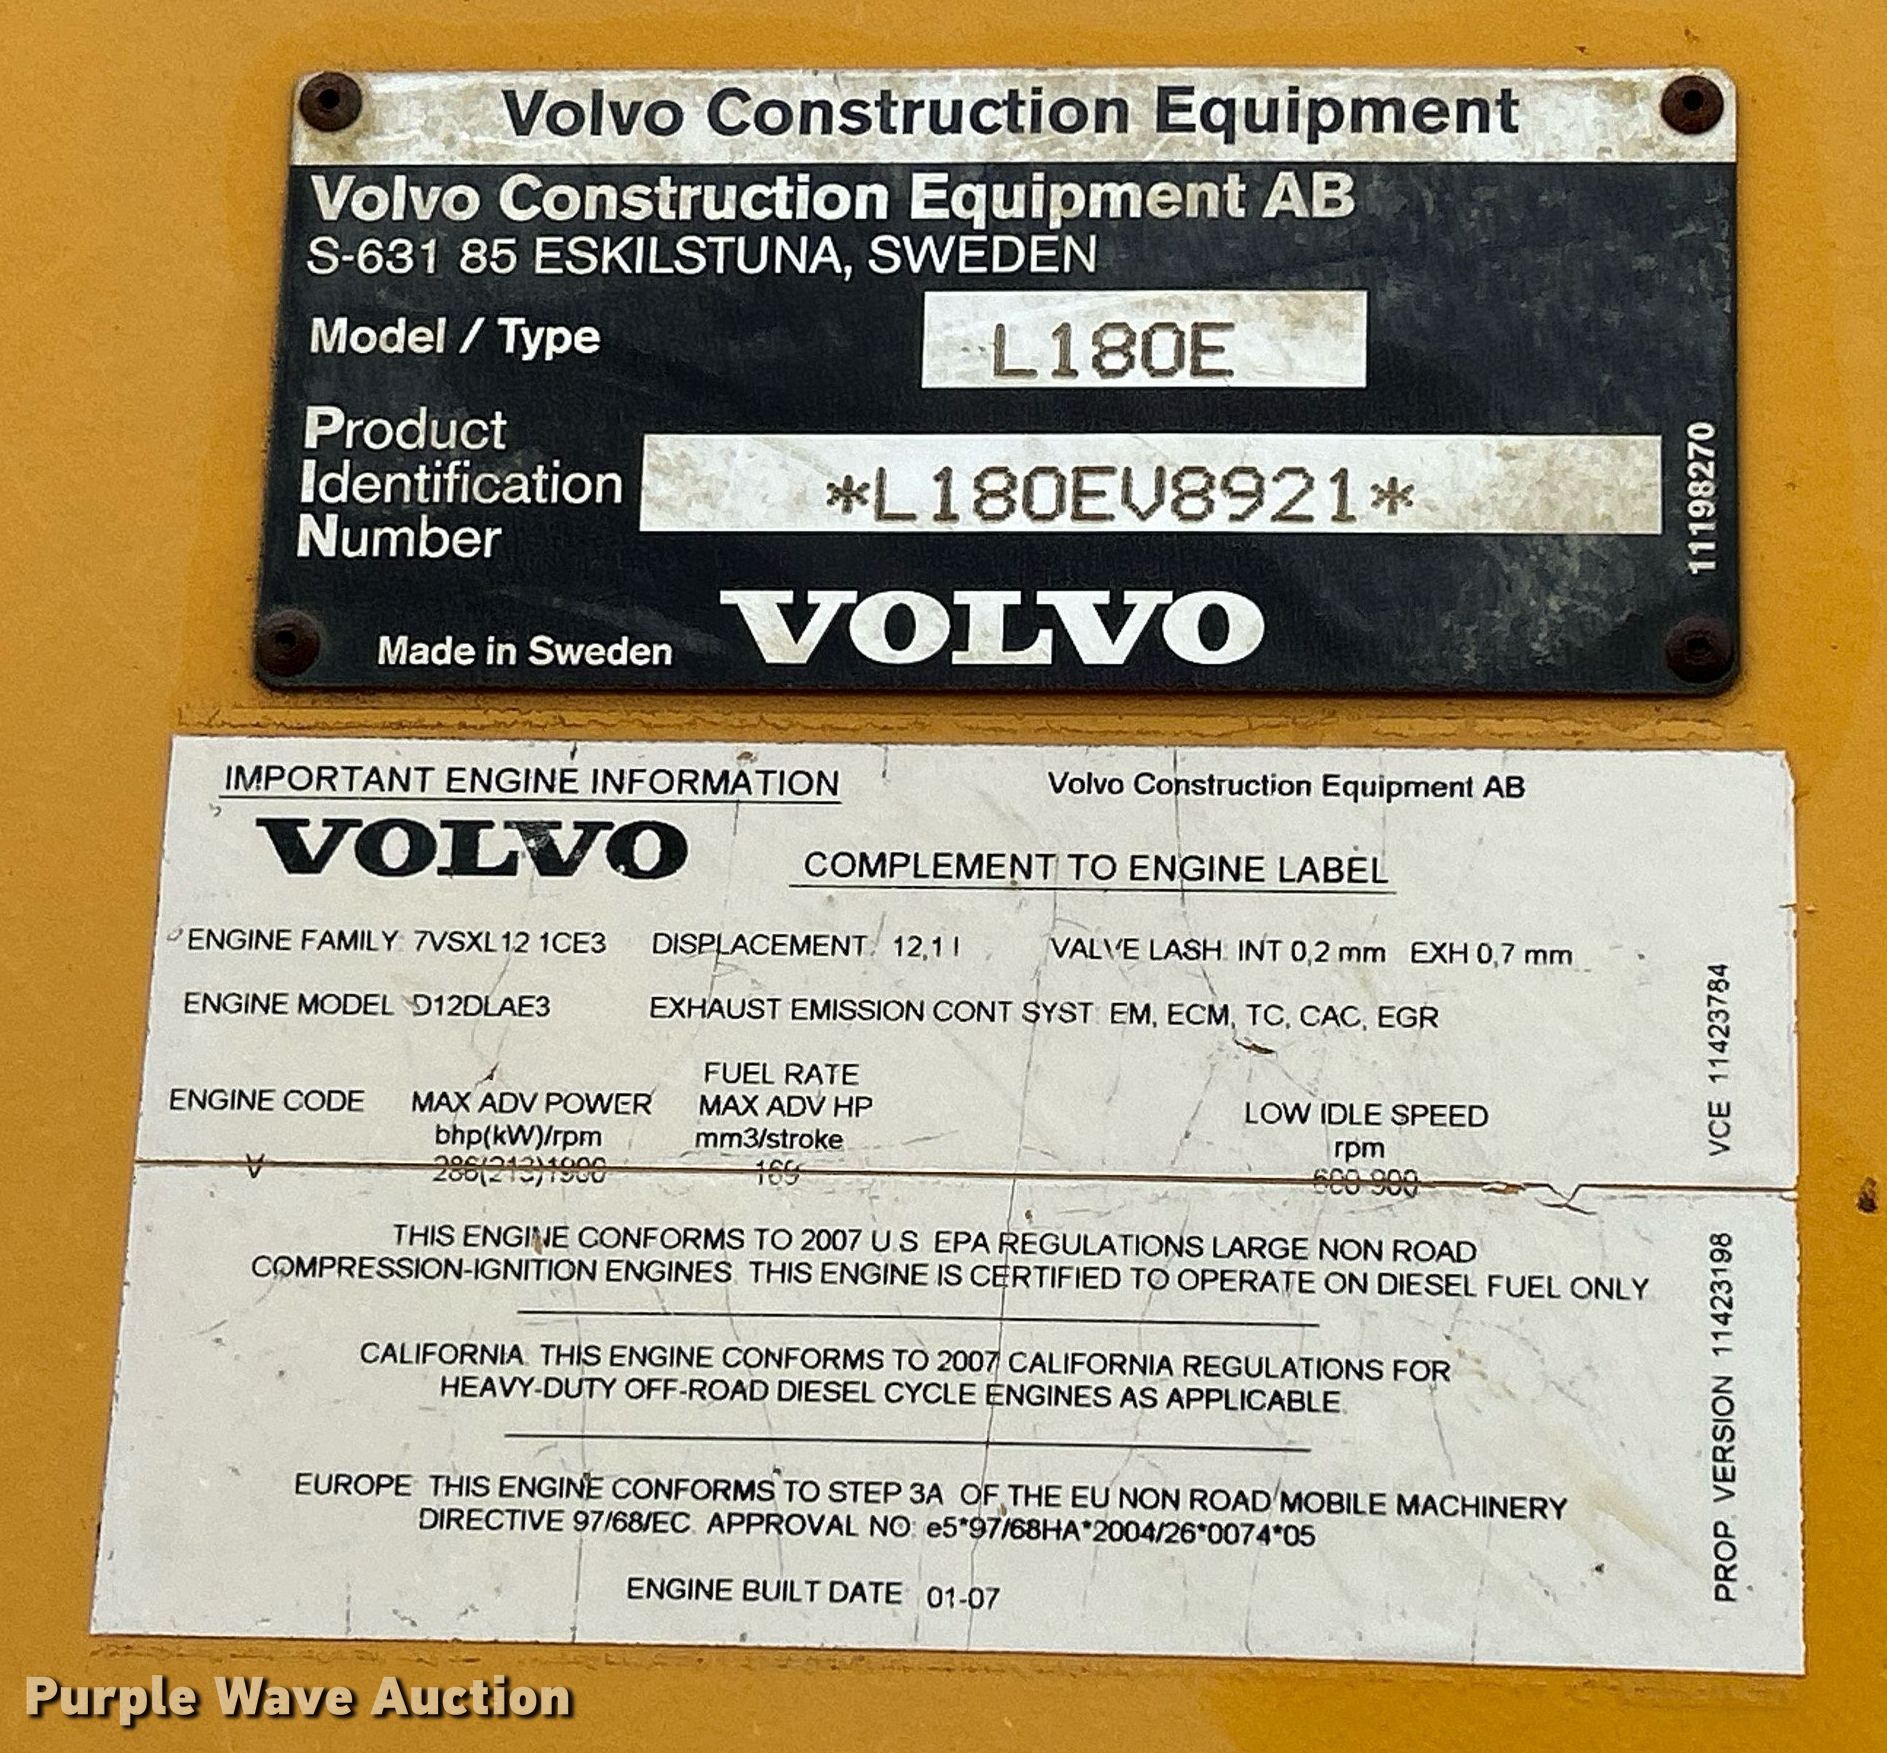 Volvo Construction Equipment
Volvo Construction Equipment AB
S-631 85 ESKILSTUNA, SWEDEN
Model / Type L180E
Product
Identification
Number
*L180EV8921*
11198270
Made in Sweden VOLVO
IMPORTANT ENGINE INFORMATION Volvo Construction Equipment AB
VOLVO COMPLEMENT TO ENGINE LABEL
ENGINE FAMILY: 7VSXL12 1CE3 DISPLACEMENT: 12,1 l VALVE LASH: INT 0,2 mm EXH 0,7 mm
ENGINE MODEL D12DLAE3 EXHAUST EMISSION CONT SYST: EM, ECM, TC, CAC, EGR
FUEL RATE
ENGINE CODE MAX ADV POWER MAX ADV HP LOW IDLE SPEED
bhp(kW)/rpm mm3/stroke rpm
V 286(213)1900 169
THIS ENGINE CONFORMS TO 2007 U S EPA REGULATIONS LARGE NON ROAD
COMPRESSION-IGNITION ENGINES. THIS ENGINE IS CERTIFIED TO OPERATE ON DIESEL FUEL ONLY
CALIFORNIA. THIS ENGINE CONFORMS TO 2007 CALIFORNIA REGULATIONS FOR
HEAVY-DUTY OFF-ROAD DIESEL CYCLE ENGINES AS APPLICABLE.
EUROPE THIS ENGINE CONFORMS TO STEP 3A OF THE EU NON ROAD MOBILE MACHINERY
DIRECTIVE 97/68/EC. APPROVAL NO: e5*97/68HA*2004/26*0074*05
ENGINE BUILT DATE 01-07
VCE 11423784
PROP. VERSION 11423198
Purple Wave Auction